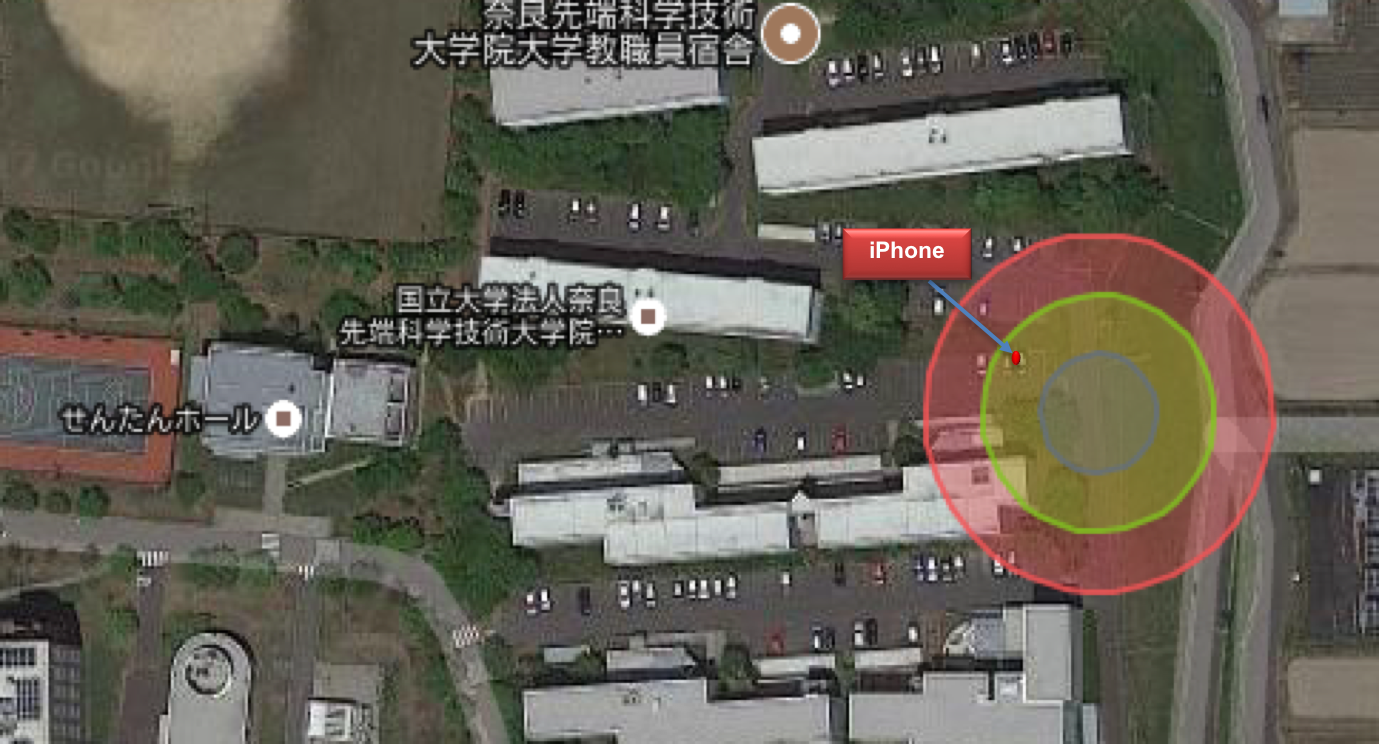 奈良先端科学技術
大学院大学教職員宿舎
Google
iPhone
国立大学法人奈良
先端科学技術大学院…
せんたんホール